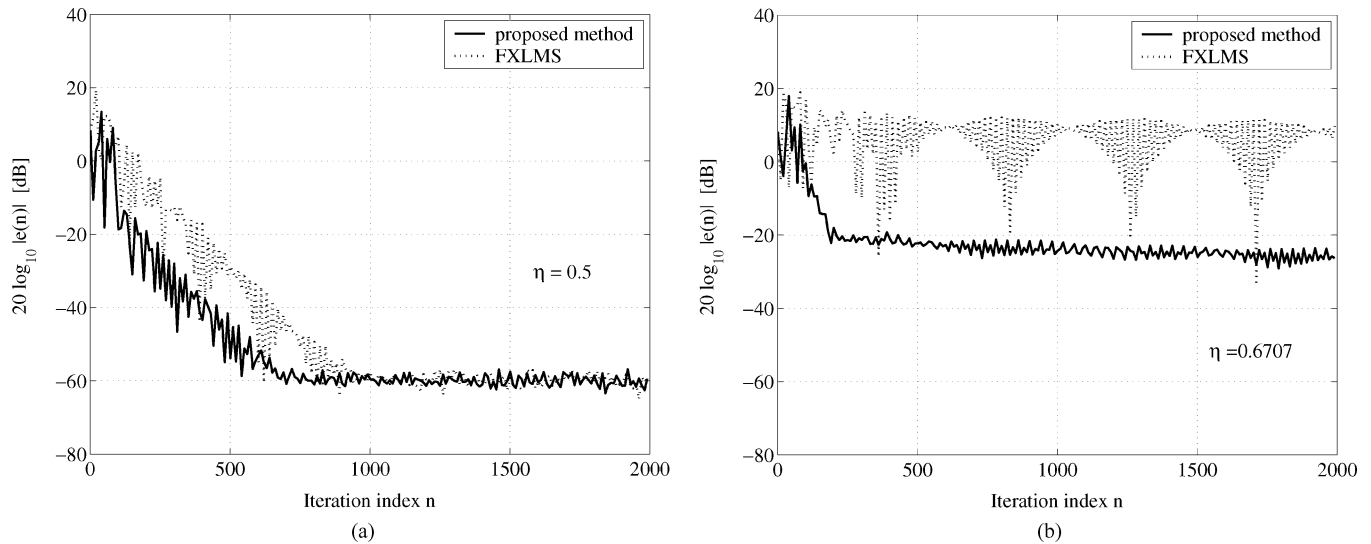 40
20
0
−20
−40
−60
−80
20 log10 |e(n)| [dB]
proposed method
FXLMS
η = 0.5
0
500
1000
1500
2000
Iteration index n
(a)
40
20
0
−20
−40
−60
−80
20 log10 |e(n)| [dB]
proposed method
FXLMS
η =0.6707
0
500
1000
1500
2000
Iteration index n
(b)